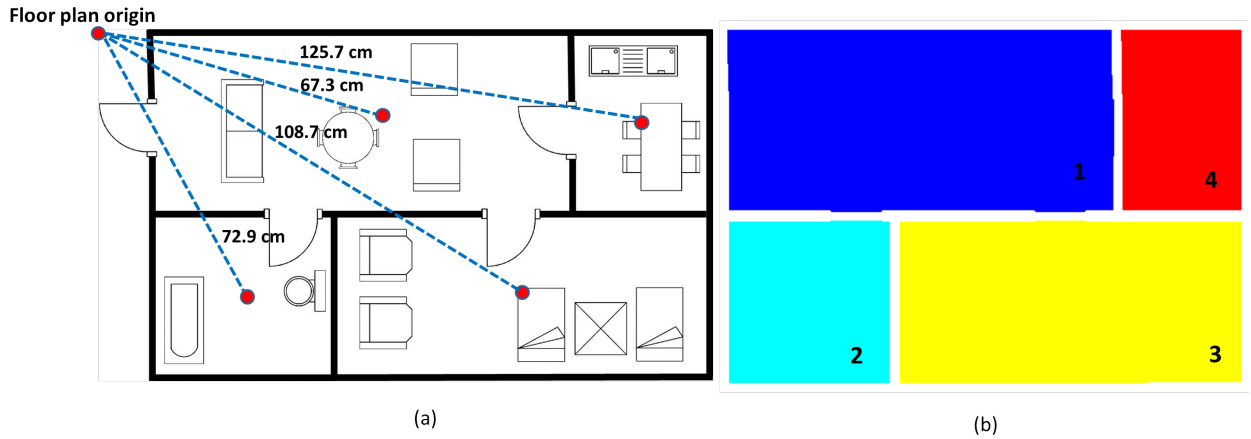 Floor plan origin
125.7 cm
67.3 cm
108.7 cm
72.9 cm
1
4
2
3
(a)
(b)